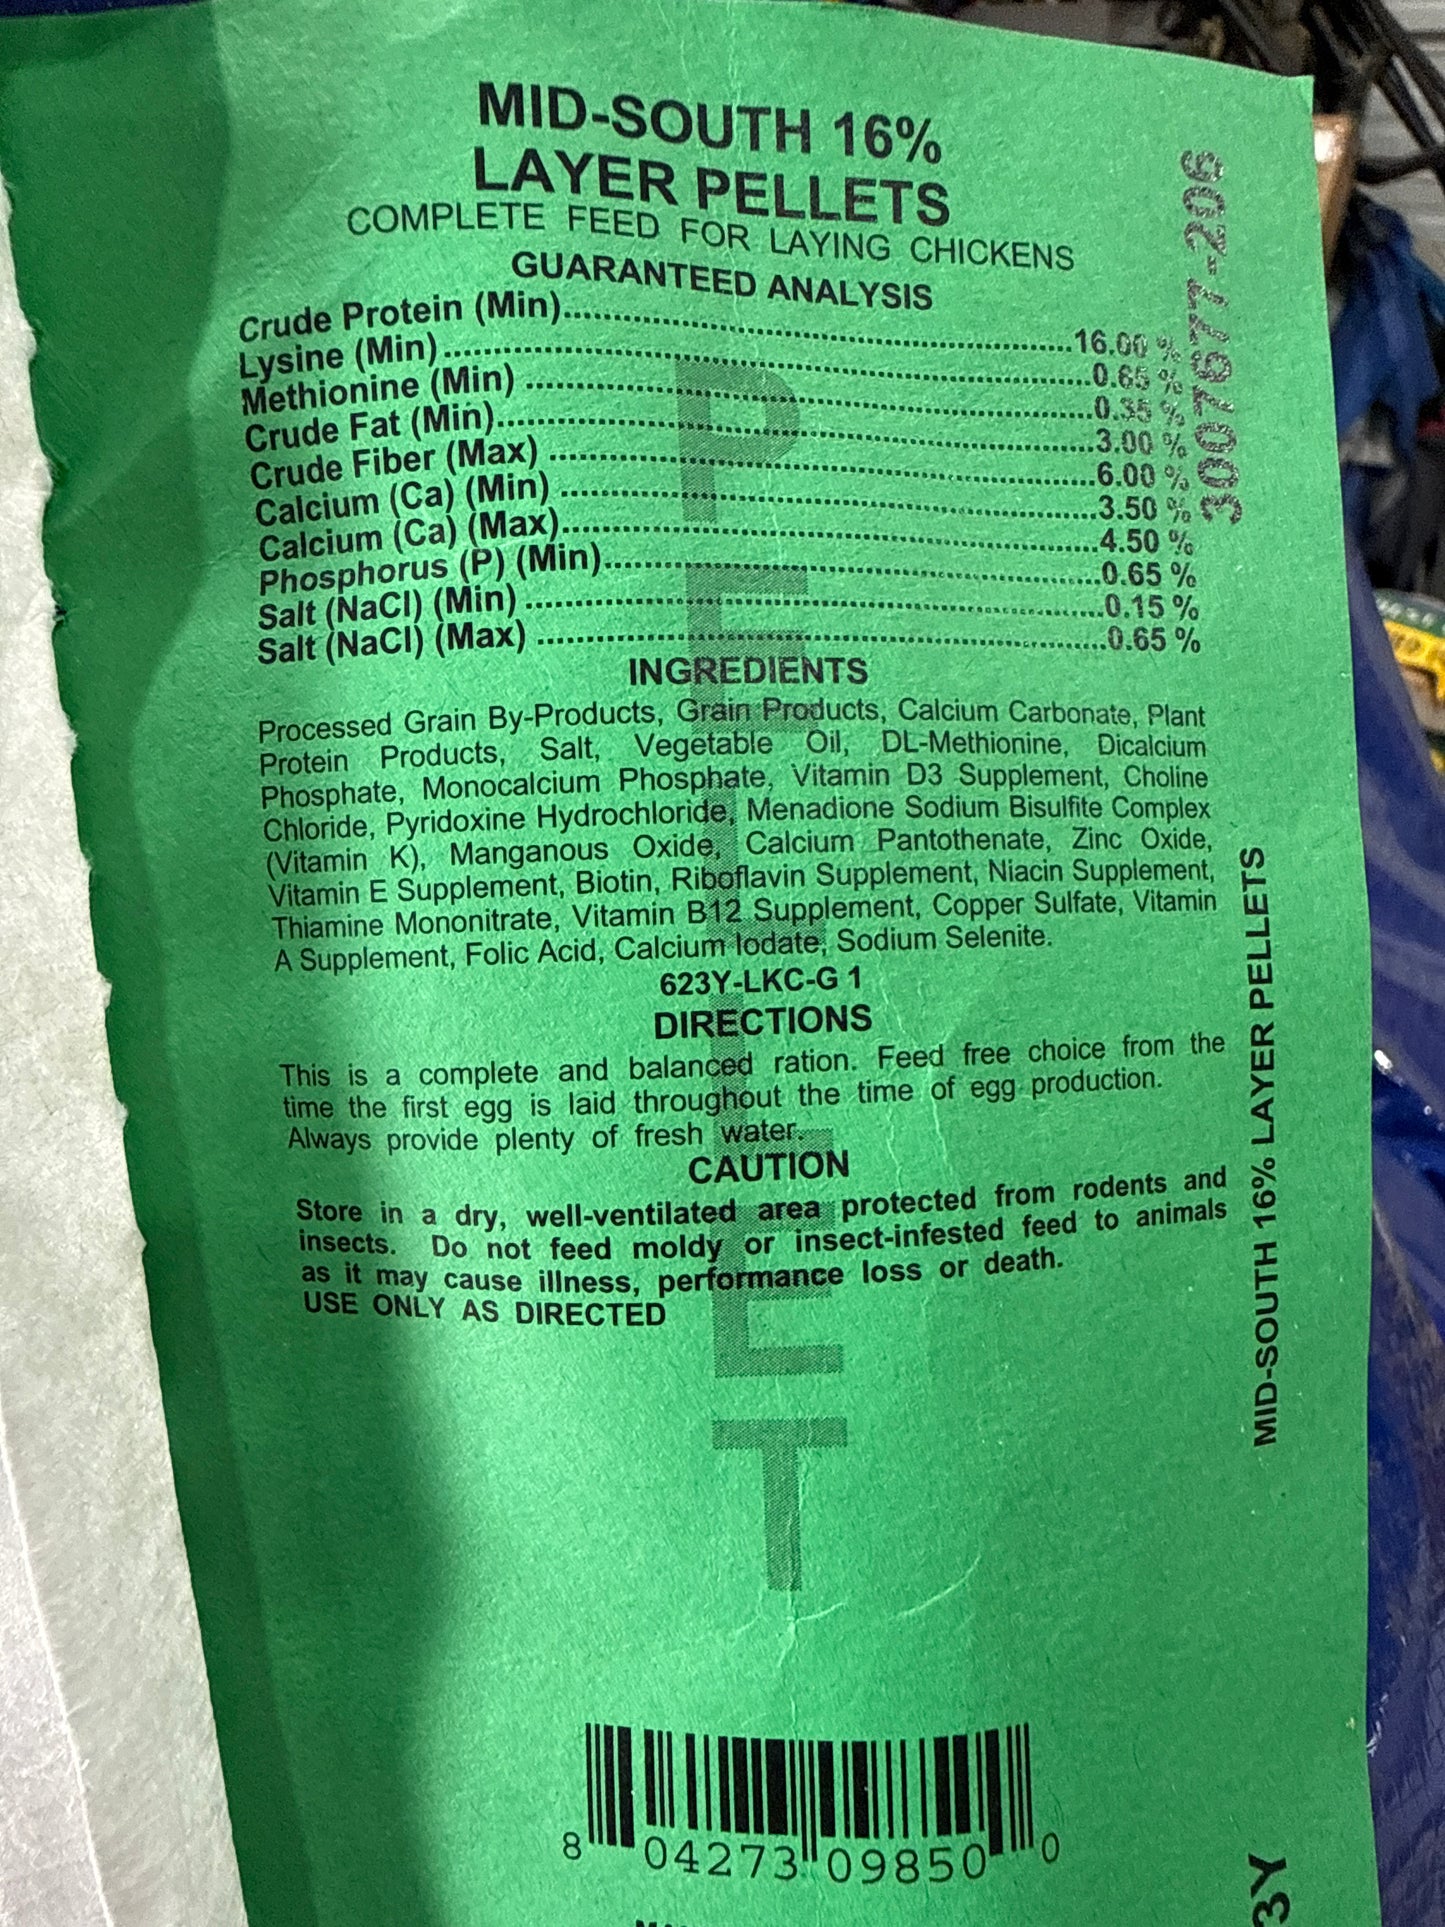 MID-SOUTH 16%
LAYER PELLETS
COMPLETE FEED FOR LAYING CHICKENS
GUARANTEED ANALYSIS
Crude Protein (Min)..........16.00 %
Lysine (Min)..........0.65 %
Methionine (Min)..........0.35 %
Crude Fat (Min)..........3.00 %
Crude Fiber (Max)..........6.00 %
Calcium (Ca) (Min)..........3.50 %
Calcium (Ca) (Max)..........4.50 %
Phosphorus (P) (Min)..........0.65 %
Salt (NaCl) (Min)..........0.15 %
Salt (NaCl) (Max)..........0.65 %
INGREDIENTS
Processed Grain By-Products, Grain Products, Calcium Carbonate, Plant
Protein Products, Salt, Vegetable Oil, DL-Methionine, Dicalcium
Phosphate, Monocalcium Phosphate, Vitamin D3 Supplement, Choline
Chloride, Pyridoxine Hydrochloride, Menadione Sodium Bisulfite Complex
(Vitamin K), Manganous Oxide, Calcium Pantothenate, Zinc Oxide,
Vitamin E Supplement, Biotin, Riboflavin Supplement, Niacin Supplement,
Thiamine Mononitrate, Vitamin B12 Supplement, Copper Sulfate, Vitamin
A Supplement, Folic Acid, Calcium Iodate, Sodium Selenite.
623Y-LKC-G 1
DIRECTIONS
This is a complete and balanced ration. Feed free choice from the
time the first egg is laid throughout the time of egg production.
Always provide plenty of fresh water.
CAUTION
Store in a dry, well-ventilated area protected from rodents and
insects. Do not feed moldy or insect-infested feed to animals
as it may cause illness, performance loss or death.
USE ONLY AS DIRECTED
PELLET
8 04273 09850 0
3007677-206
MID-SOUTH 16% LAYER PELLETS
3Y